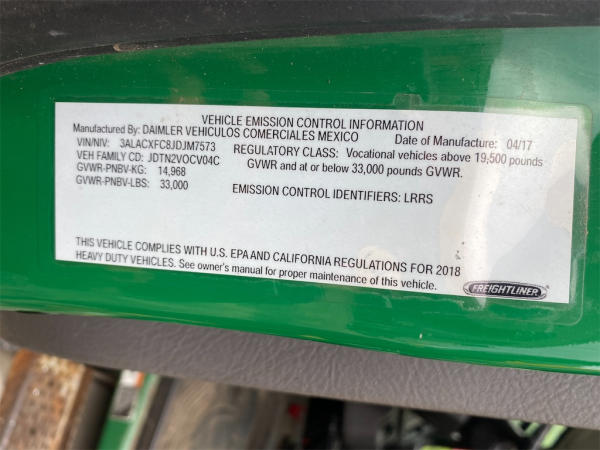 VEHICLE EMISSION CONTROL INFORMATION
Manufactured By: DAIMLER VEHICULOS COMERCIALES MEXICO Date of Manufacture: 04/17
VIN/NIV: 3ALACXFC8JDJM7573 REGULATORY CLASS: Vocational vehicles above 19,500 pounds
VEH FAMILY CD: JDTN2VOCV04C GVWR and at or below 33,000 pounds GVWR.
GVWR-PNBV-KG: 14,968
GVWR-PNBV-LBS: 33,000 EMISSION CONTROL IDENTIFIERS: LRRS
THIS VEHICLE COMPLIES WITH U.S. EPA AND CALIFORNIA REGULATIONS FOR 2018
HEAVY DUTY VEHICLES. See owner's manual for proper maintenance of this vehicle.
FREIGHTLINER